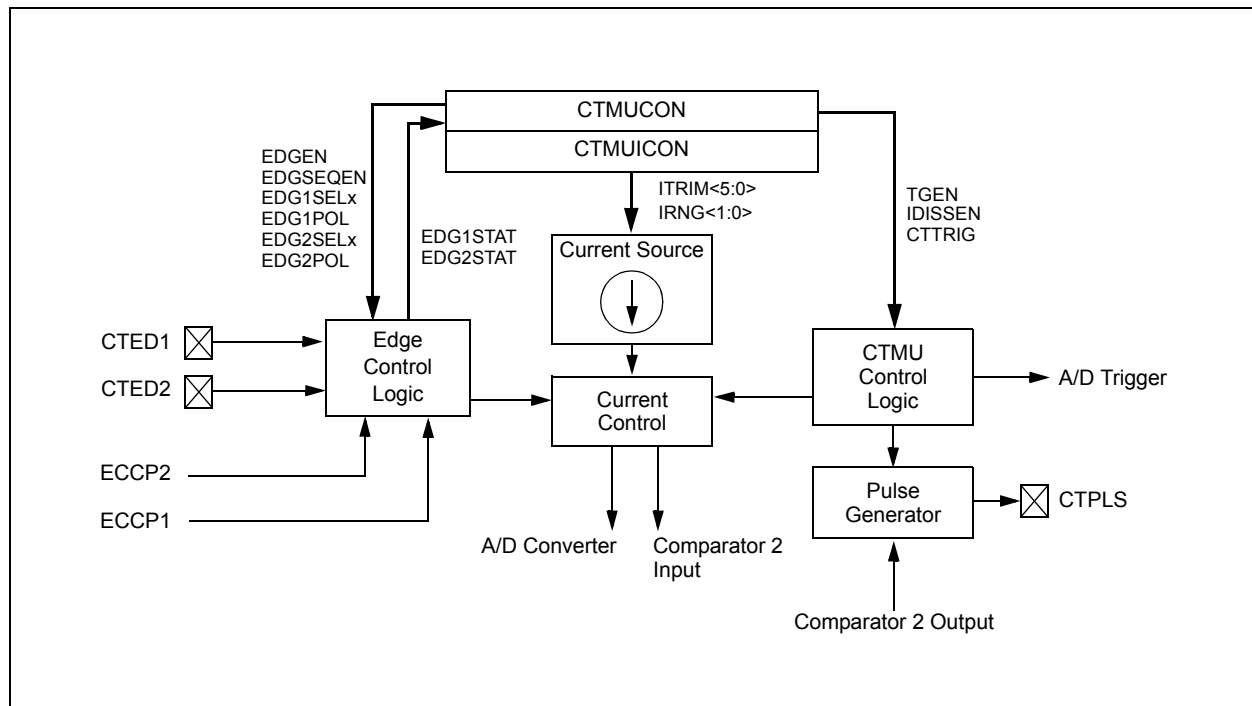 CTMUCON
CTMUICON
EDGEN
EDGSEQEN
EDG1SELx
EDG1POL
EDG2SELx
EDG2POL
EDG1STAT
EDG2STAT
ITRIM<5:0>
IRNG<1:0>
TGEN
IDISSEN
CTTRIG
Current Source
CTED1
CTED2
Edge
Control
Logic
Current
Control
CTMU
Control
Logic
A/D Trigger
ECCP2
ECCP1
Pulse
Generator
CTPLS
A/D Converter
Comparator 2
Input
Comparator 2 Output